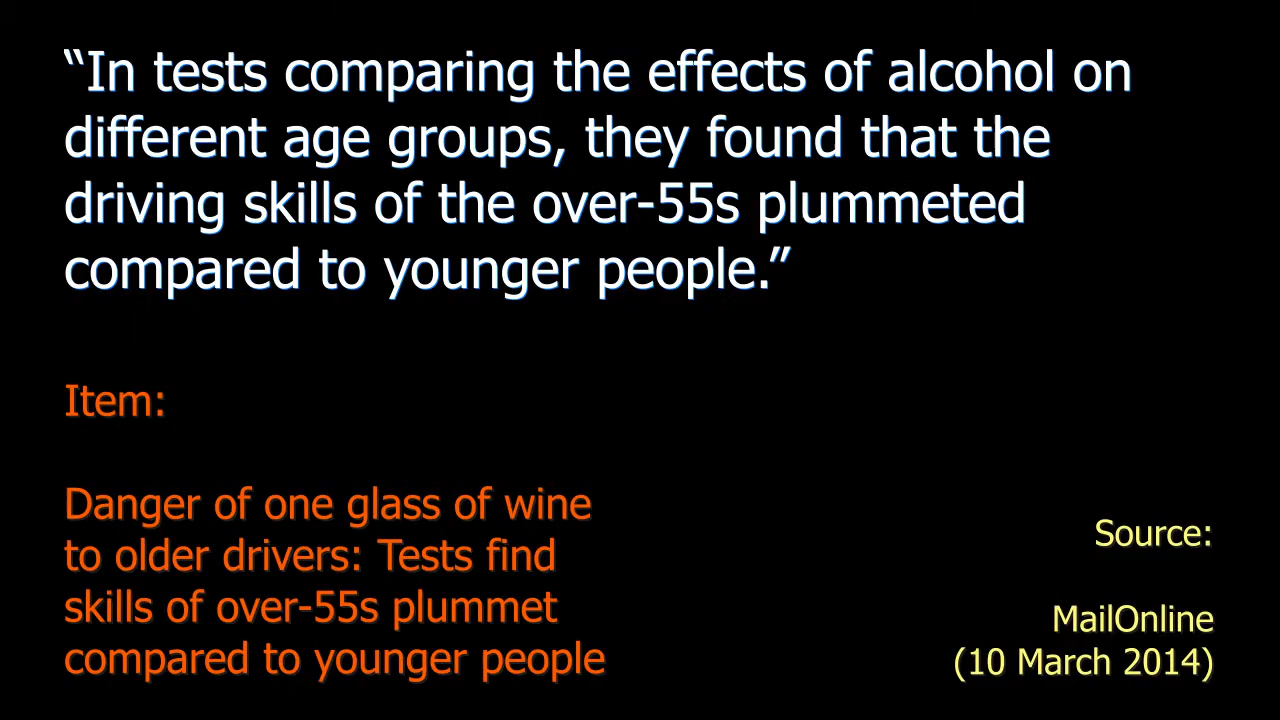 “In tests comparing the effects of alcohol on
different age groups, they found that the
driving skills of the over-55s plummeted
compared to younger people.”
Item:
Danger of one glass of wine
to older drivers: Tests find
skills of over-55s plummet
compared to younger people
Source:
MailOnline
(10 March 2014)